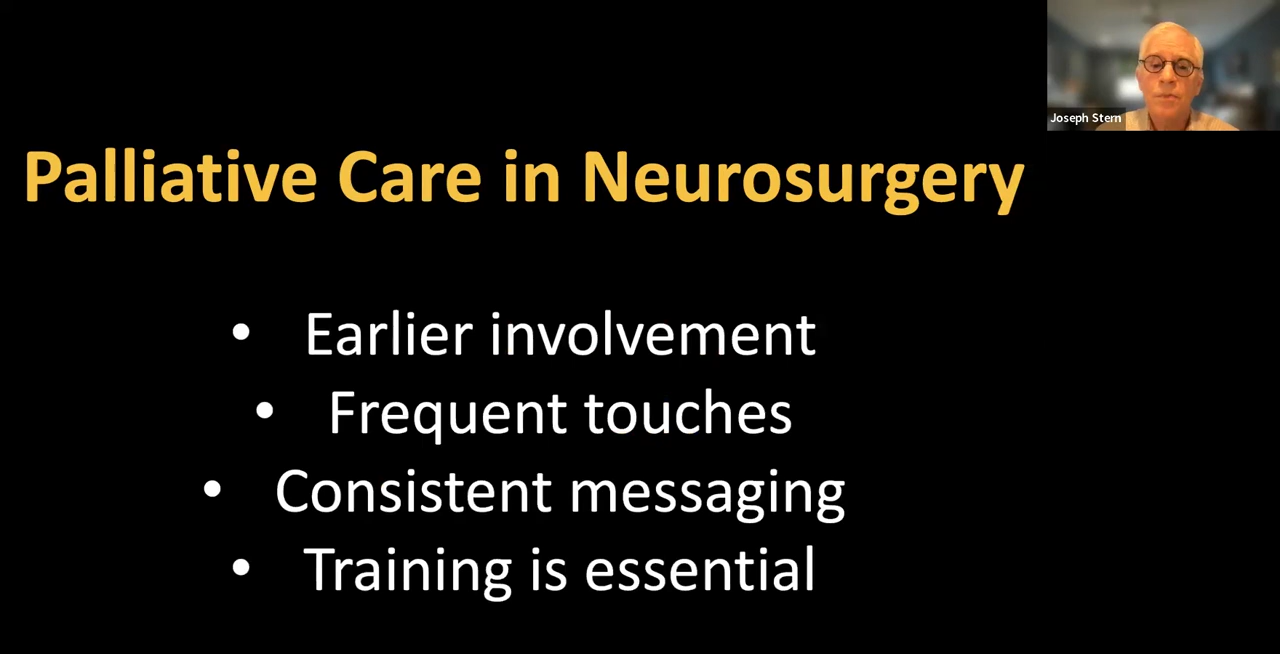 Joseph Stern
Palliative Care in Neurosurgery
• Earlier involvement
• Frequent touches
• Consistent messaging
• Training is essential